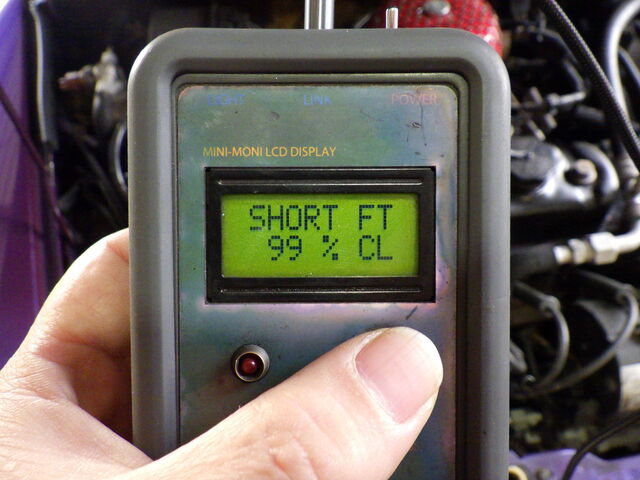 LIGHT LINK POWER
MINI-MONI LCD DISPLAY
SHORT FT
99 % CL